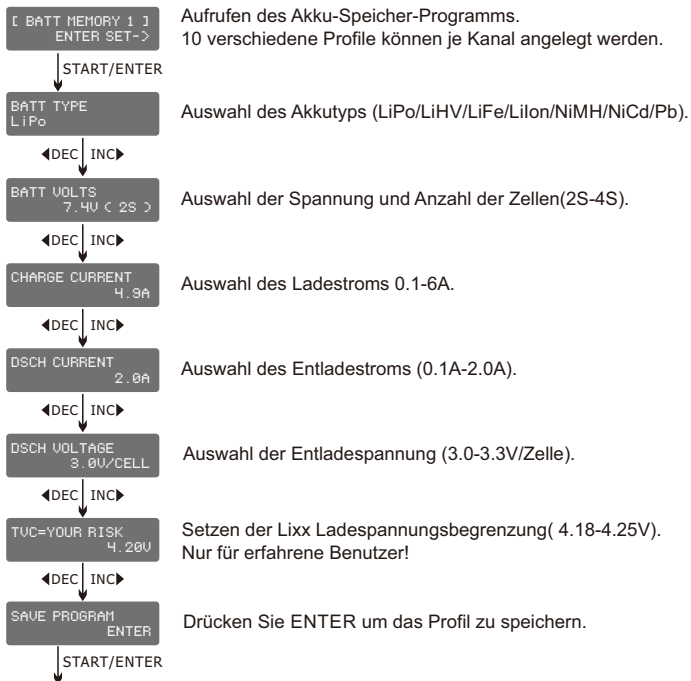 [ BATT MEMORY 1 ]
ENTER SET->
Aufrufen des Akku-Speicher-Programms.
10 verschiedene Profile können je Kanal angelegt werden.
START/ENTER
BATT TYPE
LiPo
Auswahl des Akkutyps (LiPo/LiHV/LiFe/LiIon/NiMH/NiCd/Pb).
◀DEC INC▶
BATT VOLTS
7.4V ( 2S )
Auswahl der Spannung und Anzahl der Zellen(2S-4S).
◀DEC INC▶
CHARGE CURRENT
4.9A
Auswahl des Ladestroms 0.1-6A.
◀DEC INC▶
DSCH CURRENT
2.0A
Auswahl des Entladestroms (0.1A-2.0A).
◀DEC INC▶
DSCH VOLTAGE
3.0V/CELL
Auswahl der Entladespannung (3.0-3.3V/Zelle).
◀DEC INC▶
TVC=YOUR RISK
4.20V
Setzen der Lixx Ladespannungsbegrenzung( 4.18-4.25V).
Nur für erfahrene Benutzer!
◀DEC INC▶
SAVE PROGRAM
ENTER
Drücken Sie ENTER um das Profil zu speichern.
START/ENTER